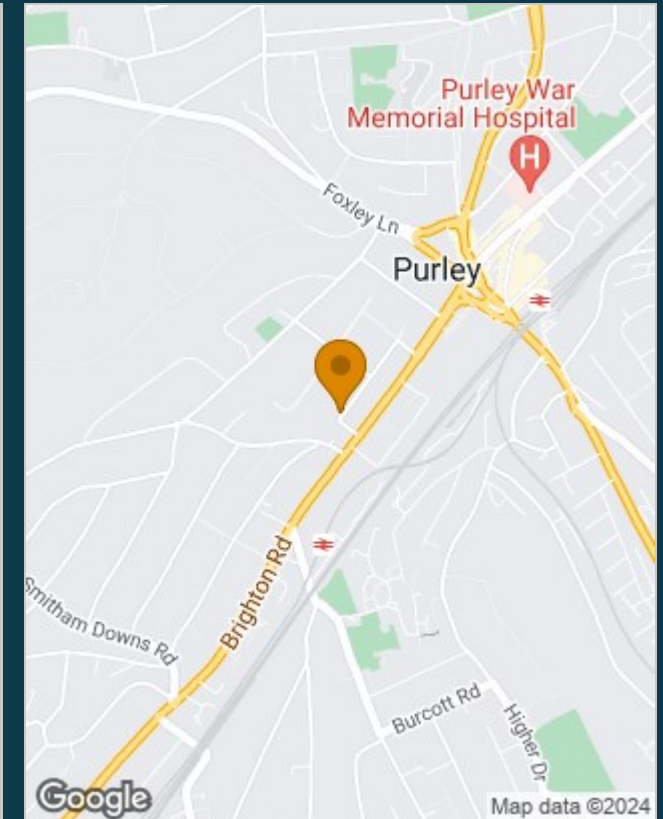 Purley War
Memorial Hospital
H
Foxley Ln
Purley
Brighton Rd
Smitham Downs Rd
Burcott Rd
Higher Dr
Google
Map data ©2024